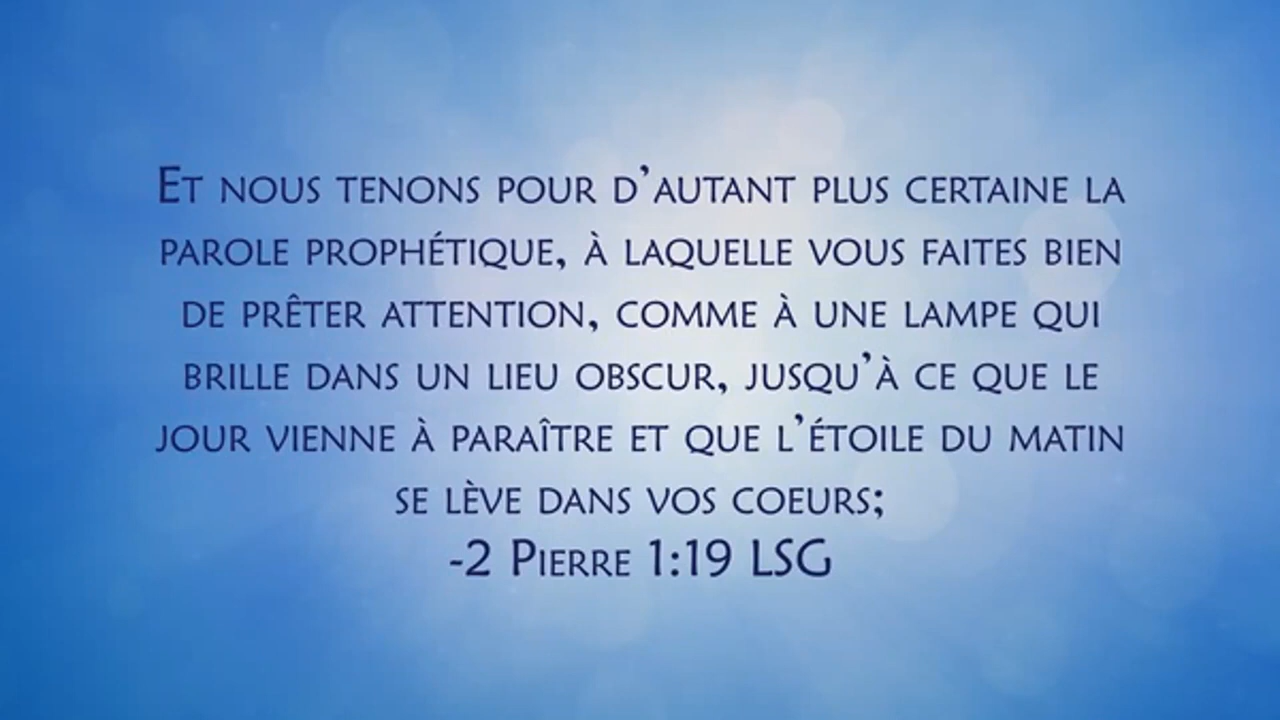 Et nous tenons pour d’autant plus certaine la
parole prophétique, à laquelle vous faites bien
de prêter attention, comme à une lampe qui
brille dans un lieu obscur, jusqu’à ce que le
jour vienne à paraître et que l’étoile du matin
se lève dans vos coeurs;
-2 Pierre 1:19 LSG